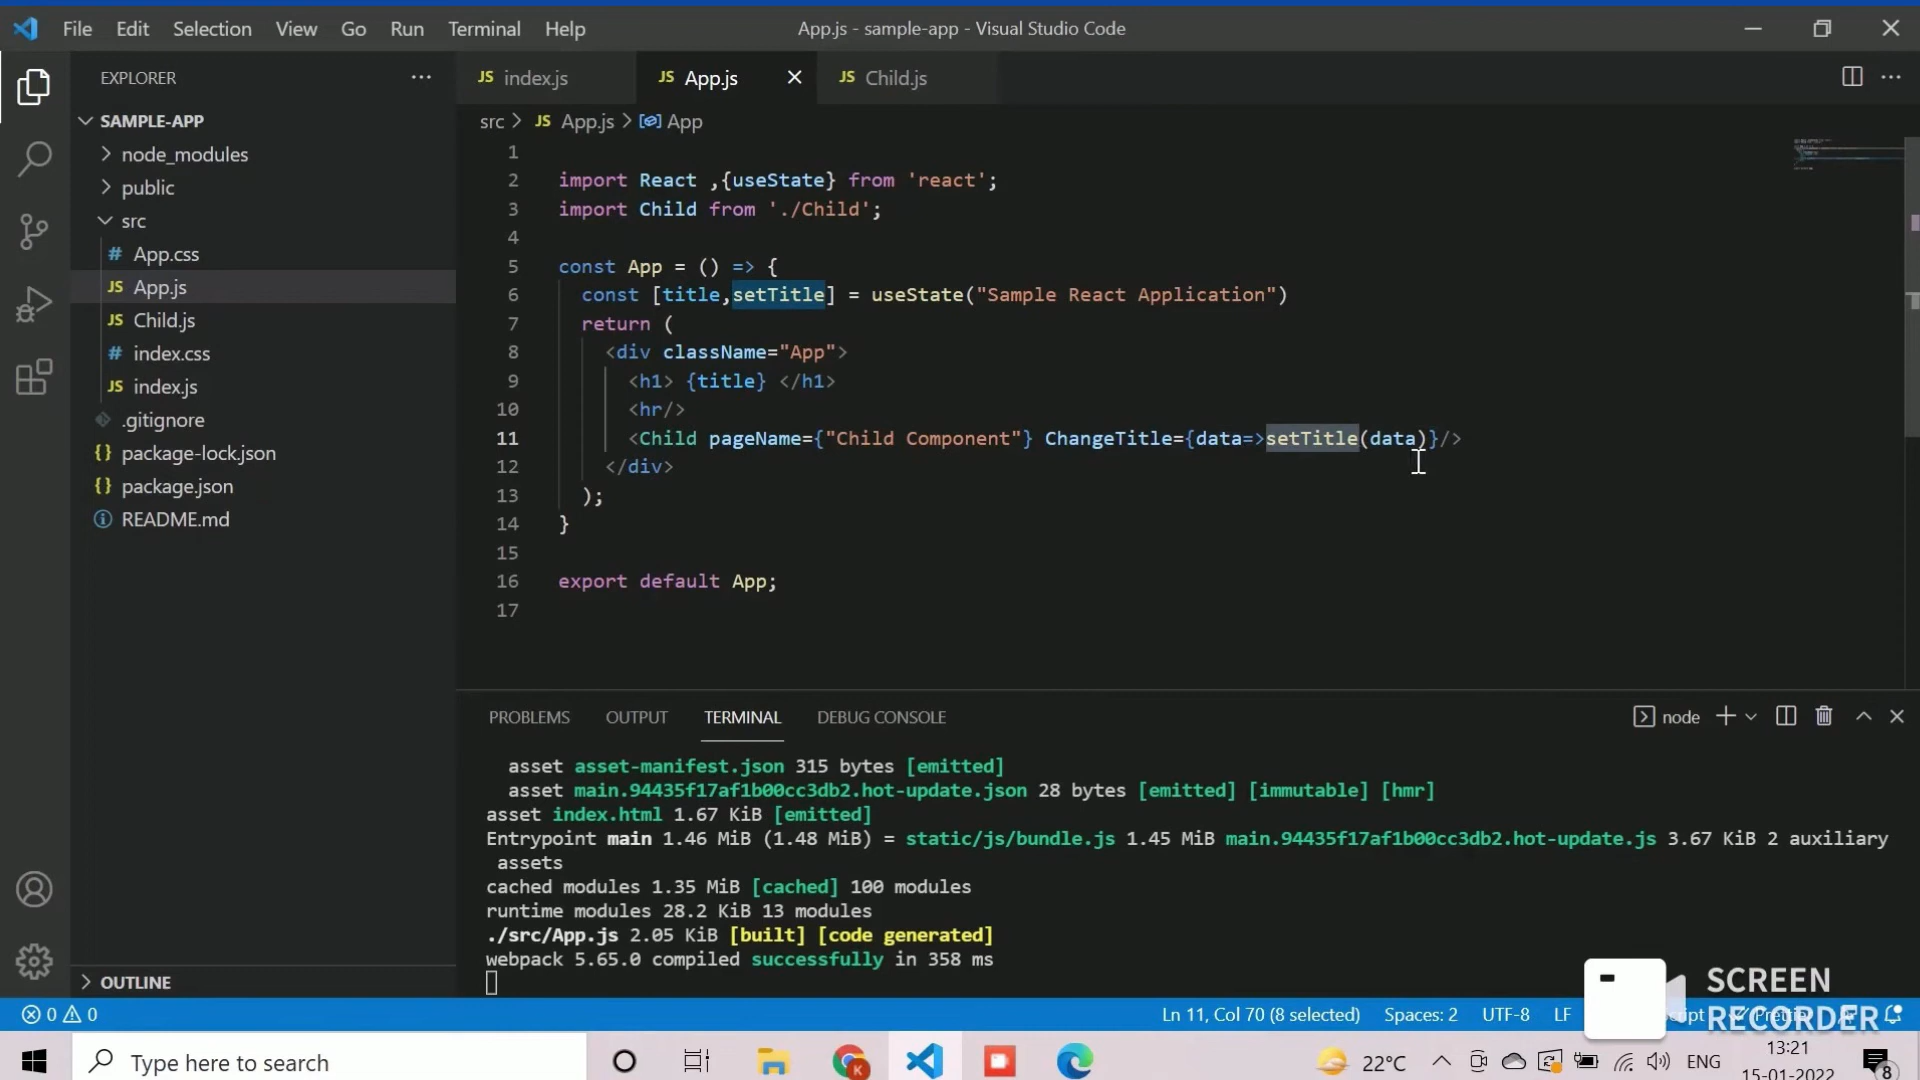 File Edit Selection View Go Run Terminal Help
App.js - sample-app - Visual Studio Code
EXPLORER
JS index.js
JS App.js
JS Child.js
SAMPLE-APP
node_modules
public
src
# App.css
JS App.js
JS Child.js
# index.css
JS index.js
.gitignore
{} package-lock.json
{} package.json
README.md
OUTLINE
src > JS App.js > App
1
2 import React ,{useState} from 'react';
3 import Child from './Child';
4
5 const App = () => {
6 const [title,setTitle] = useState("Sample React Application")
7 return (
8 <div className="App">
9 <h1> {title} </h1>
10 <hr/>
11 <Child pageName={"Child Component"} ChangeTitle={data=>setTitle(data)}/>
12 </div>
13 );
14 }
15
16 export default App;
17
PROBLEMS OUTPUT TERMINAL DEBUG CONSOLE
node
asset asset-manifest.json 315 bytes [emitted]
asset main.94435f17af1b00cc3db2.hot-update.json 28 bytes [emitted] [immutable] [hmr]
asset index.html 1.67 KiB [emitted]
Entrypoint main 1.46 MiB (1.48 MiB) = static/js/bundle.js 1.45 MiB main.94435f17af1b00cc3db2.hot-update.js 3.67 KiB 2 auxiliary
assets
cached modules 1.35 MiB [cached] 100 modules
runtime modules 28.2 KiB 13 modules
./src/App.js 2.05 KiB [built] [code generated]
webpack 5.65.0 compiled successfully in 358 ms
SCREEN
RECORDER
0 0
Ln 11, Col 70 (8 selected) Spaces: 2 UTF-8 LF
Type here to search
K
22°C
ENG
13:21
15-01-2022
8